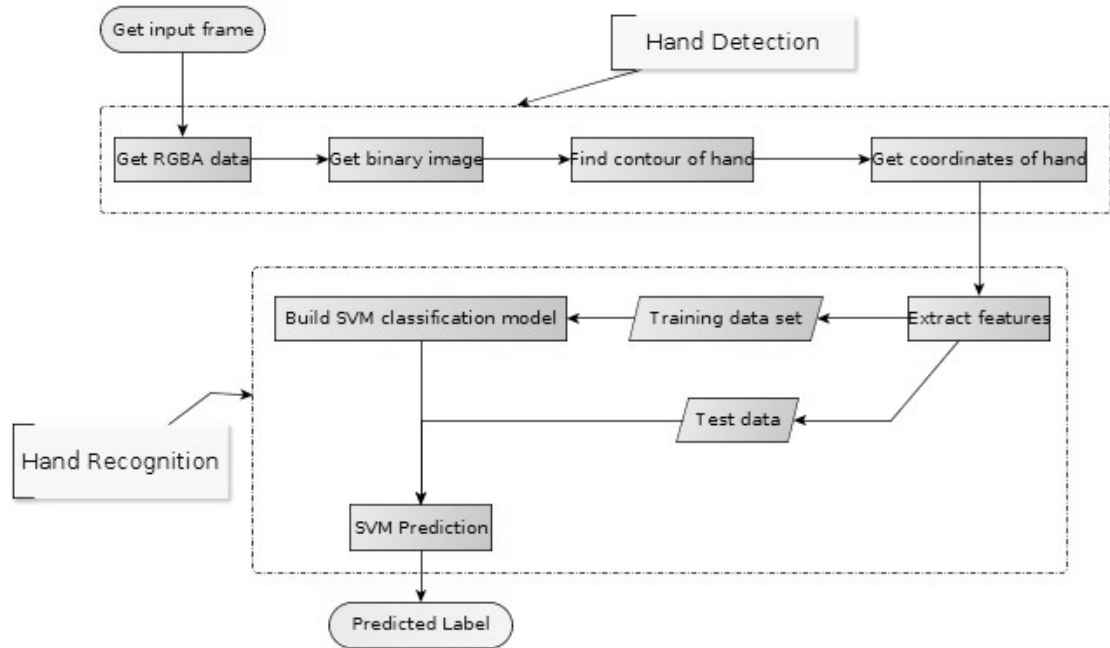 Get input frame
Hand Detection
Get RGBA data
Get binary image
Find contour of hand
Get coordinates of hand
Build SVM classification model
Training data set
Extract features
Test data
Hand Recognition
SVM Prediction
Predicted Label